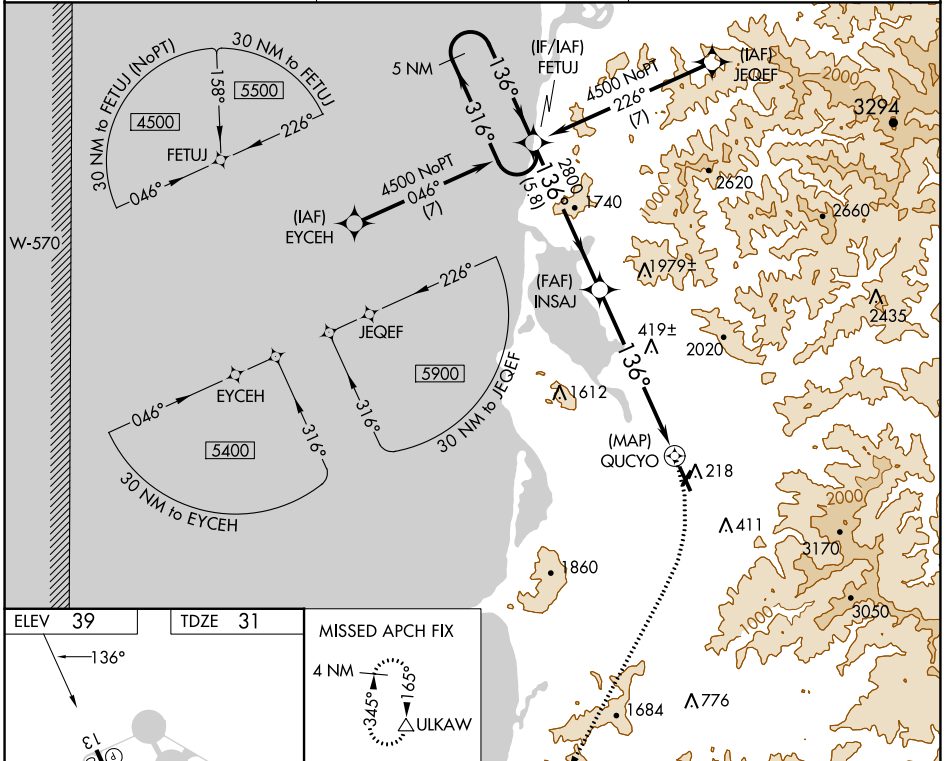 30 NM to FETUJ (NoPT)
30 NM to FETUJ
158°
5500
4500
226°
FETUJ
046°
5 NM
136°
316°
(IF/IAF)
FETUJ
4500 NoPT
226°
(7)
(IAF)
JEQEF
2000
3294
4500 NoPT
046°
(7)
(IAF)
EYCEH
2800
136°
(5.8)
1740
1000
2620
2660
W-570
(FAF)
INSAJ
1979±
2435
419±
2020
136°
1612
226°
JEQEF
5900
316°
30 NM to JEQEF
EYCEH
046°
5400
316°
30 NM to EYCEH
(MAP)
QUCYO
218
411
2000
3170
1860
3050
1000
1684
776
ELEV 39
TDZE 31
136°
13
P
MISSED APCH FIX
4 NM
345°
165°
ULKAW